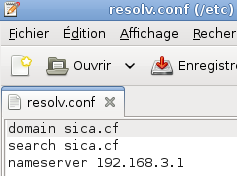 resolv.conf (/etc)
Fichier Édition Affichage Recher
Ouvrir Enregistre
resolv.conf
domain sica.cf
search sica.cf
nameserver 192.168.3.1